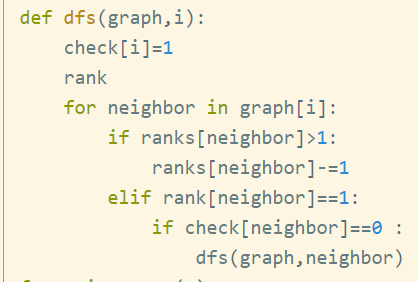 def dfs(graph,i):
    check[i]=1
    rank
    for neighbor in graph[i]:
        if ranks[neighbor]>1:
            ranks[neighbor]-=1
        elif rank[neighbor]==1:
            if check[neighbor]==0 :
                dfs(graph,neighbor)